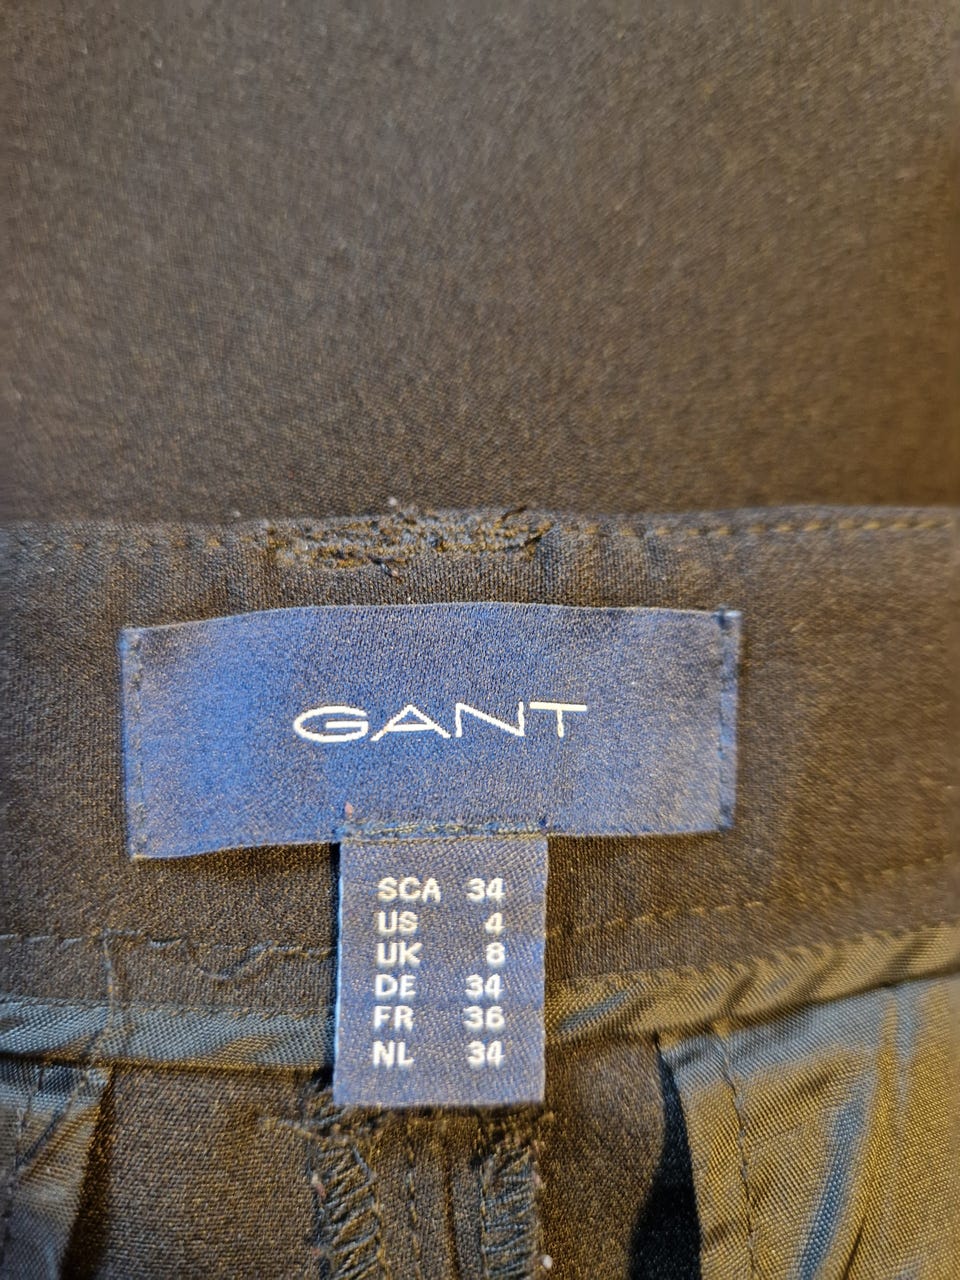 GANT
SCA 34
US 4
UK 8
DE 34
FR 36
NL 34